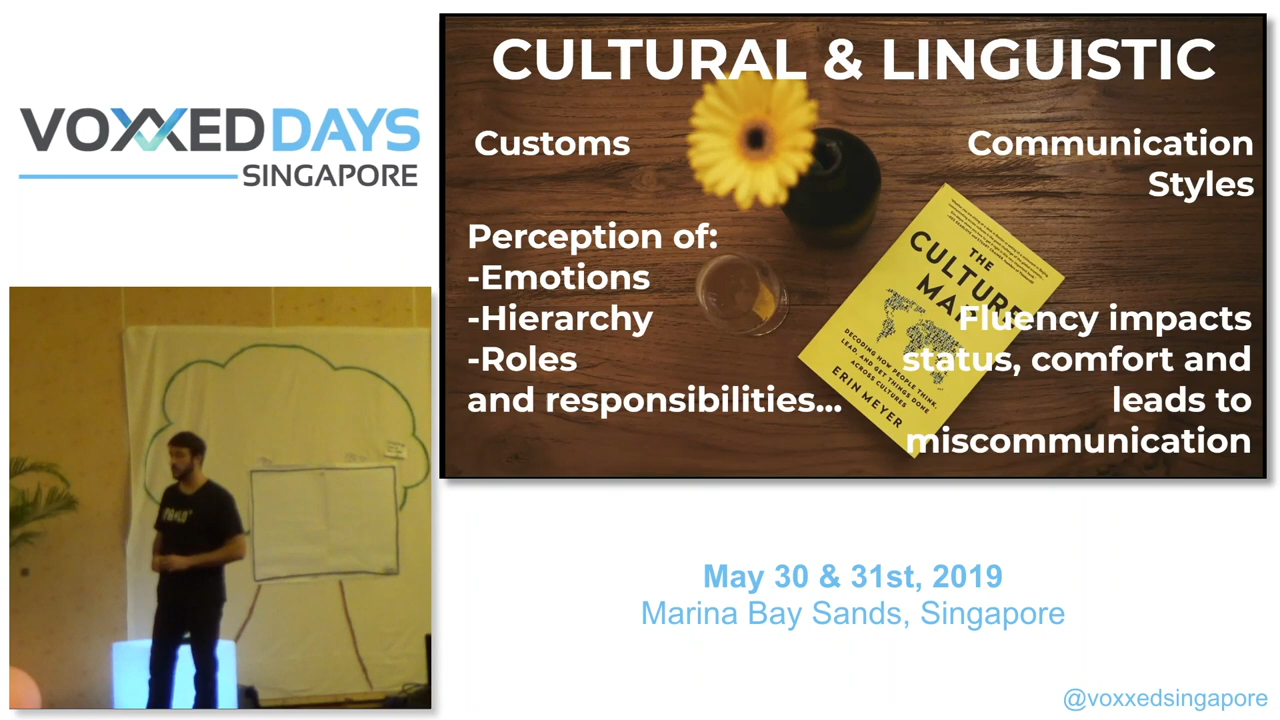 VOXXEDDAYS
SINGAPORE
CULTURAL & LINGUISTIC
Customs
Communication
Styles
Perception of:
-Emotions
-Hierarchy
-Roles
and responsibilities...
THE
CULTURE
MAP
DECODING HOW PEOPLE THINK,
LEAD, AND GET THINGS DONE
ACROSS CULTURES
ERIN MEYER
Fluency impacts
status, comfort and
leads to
miscommunication
May 30 & 31st, 2019
Marina Bay Sands, Singapore
@voxxedsingapore